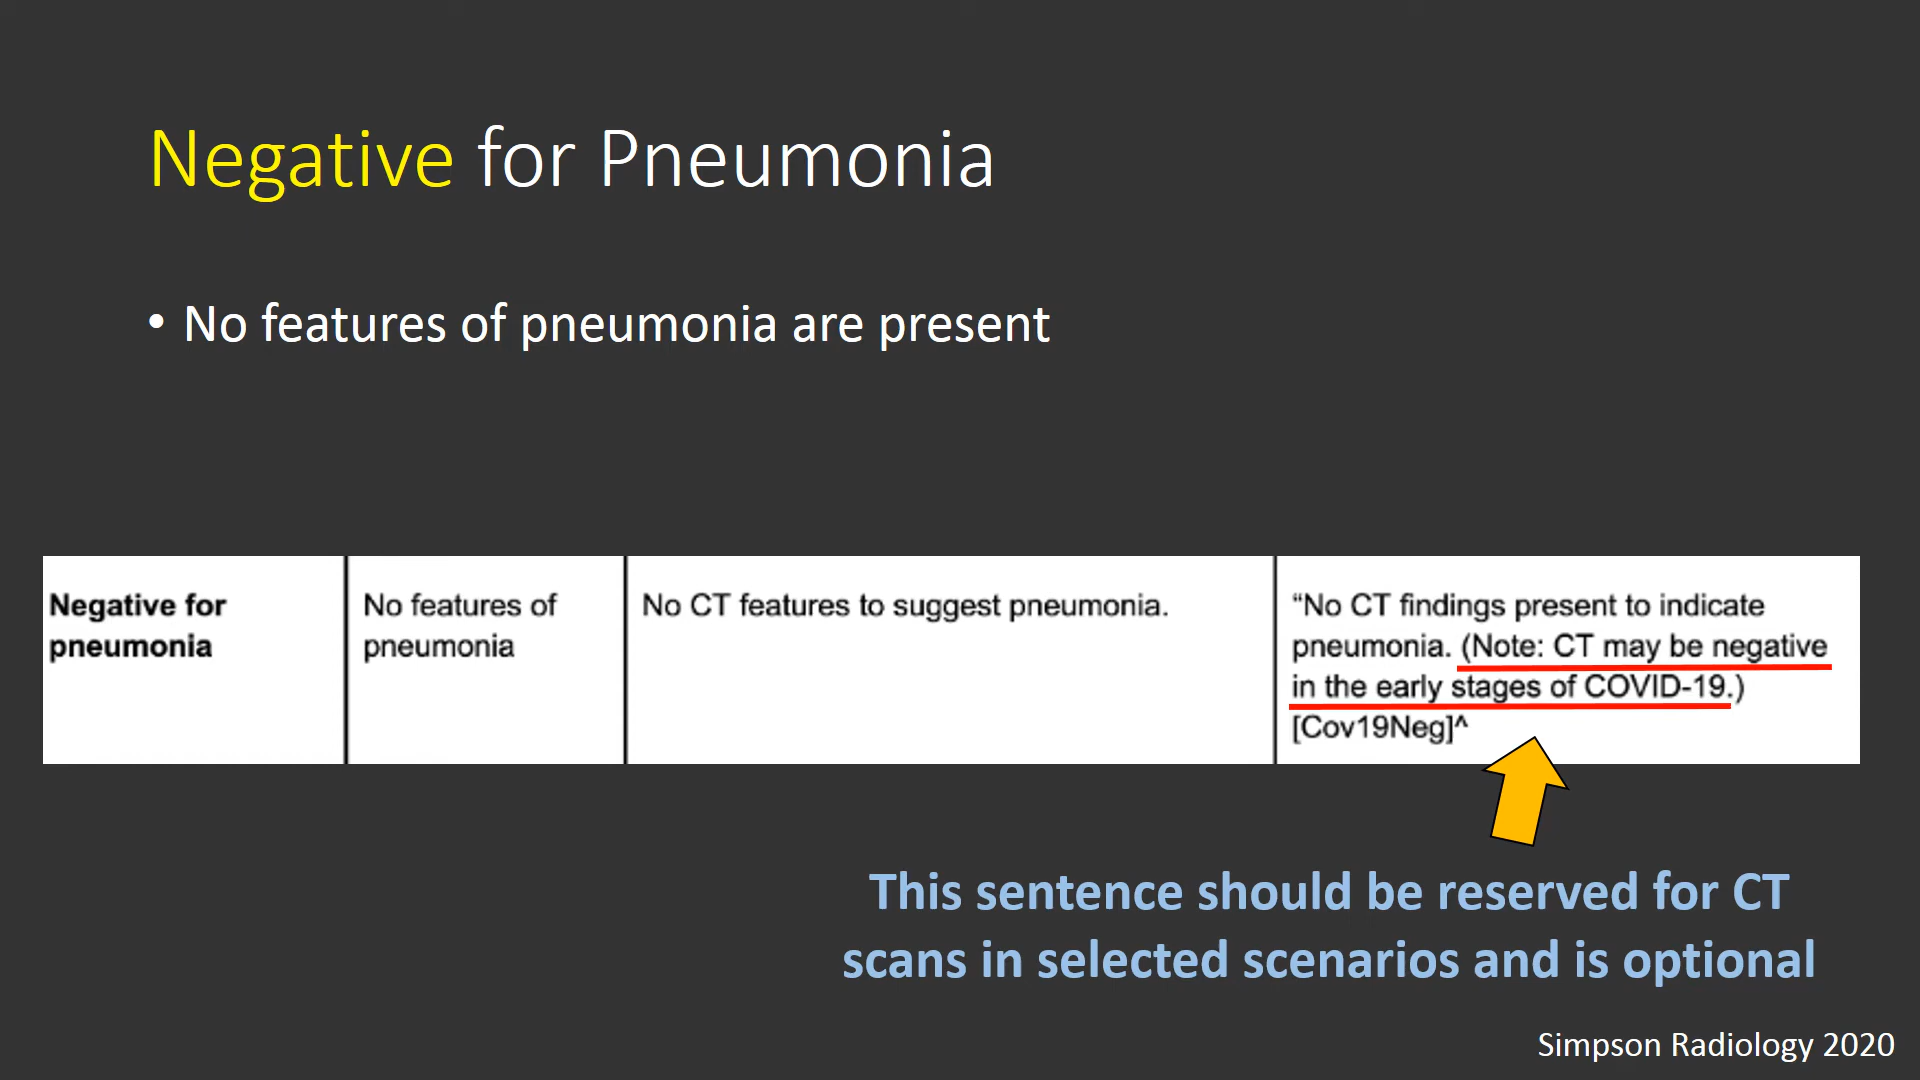 Negative for Pneumonia
• No features of pneumonia are present
Negative for
pneumonia
No features of
pneumonia
No CT features to suggest pneumonia.
“No CT findings present to indicate
pneumonia. (Note: CT may be negative
in the early stages of COVID-19.)
[Cov19Neg]^
This sentence should be reserved for CT
scans in selected scenarios and is optional
Simpson Radiology 2020